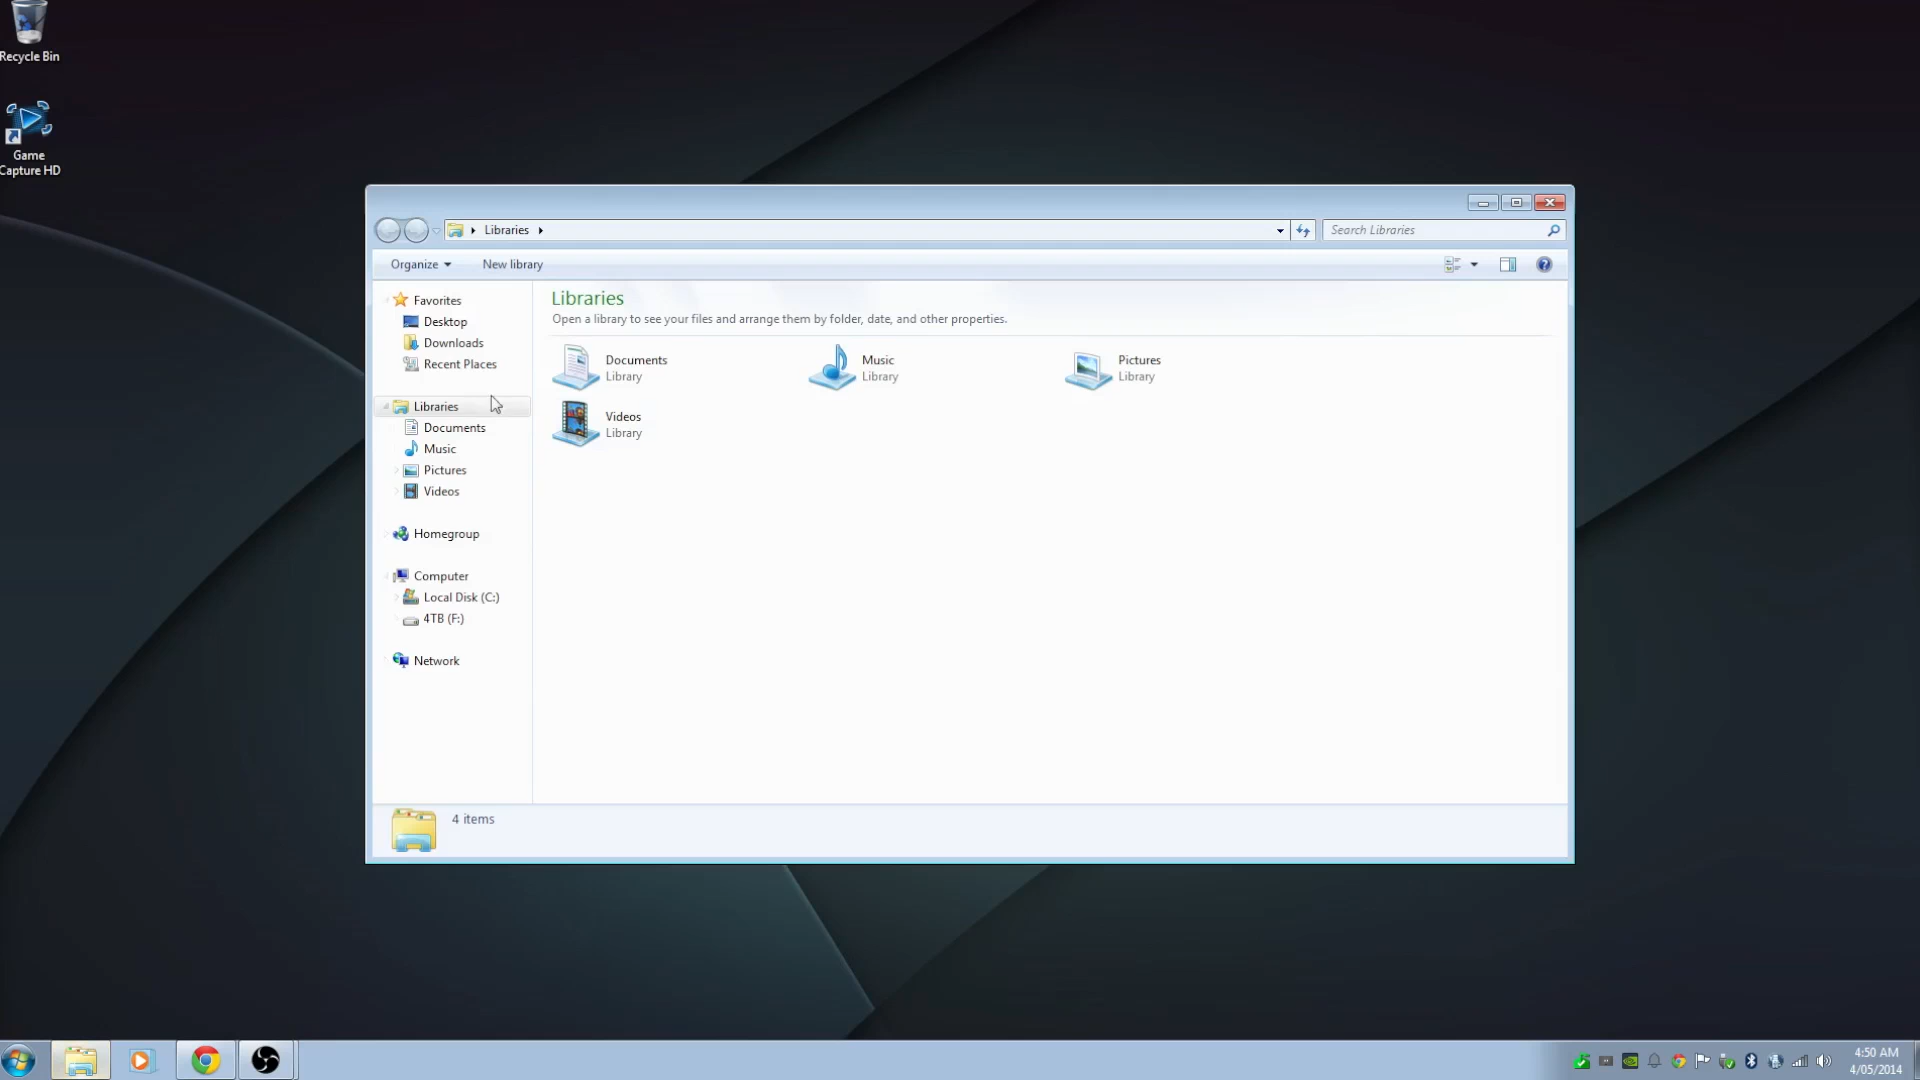 Recycle Bin
Game
Capture HD
Libraries
Search Libraries
Organize
New library
Favorites
Desktop
Downloads
Recent Places
Libraries
Documents
Music
Pictures
Videos
Homegroup
Computer
Local Disk (C:)
4TB (F:)
Network
Libraries
Open a library to see your files and arrange them by folder, date, and other properties.
Documents
Library
Music
Library
Pictures
Library
Videos
Library
4 items
4:50 AM
4/05/2014